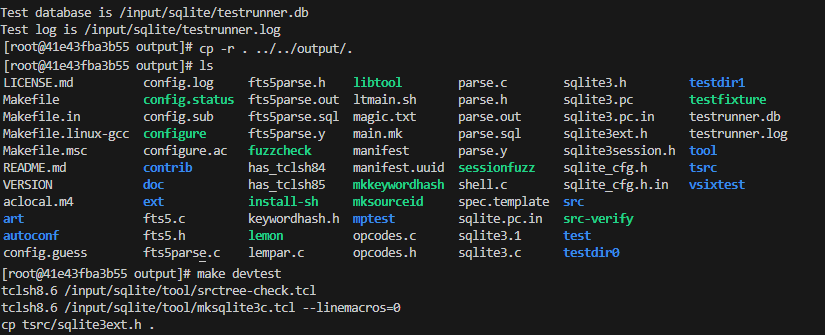 Test database is /input/sqlite/testrunner.db
Test log is /input/sqlite/testrunner.log
[root@41e43fba3b55 output]# cp -r . ../../output/.
[root@41e43fba3b55 output]# ls
LICENSE.md config.log fts5parse.h libtool parse.c sqlite3.h testdir1
Makefile config.status fts5parse.out ltmain.sh parse.h sqlite3.pc testfixture
Makefile.in config.sub fts5parse.sql magic.txt parse.out sqlite3.pc.in testrunner.db
Makefile.linux-gcc configure fts5parse.y main.mk parse.sql sqlite3ext.h testrunner.log
Makefile.msc configure.ac fuzzcheck manifest parse.y sqlite3session.h tool
README.md contrib has_tclsh84 manifest.uuid sessionfuzz sqlite_cfg.h tsrc
VERSION doc has_tclsh85 mkkeywordhash shell.c sqlite_cfg.h.in vsixtest
aclocal.m4 ext install-sh mksourceid spec.template src
art fts5.c keywordhash.h mptest sqlite.pc.in src-verify
autoconf fts5.h lemon opcodes.c sqlite3.1 test
config.guess fts5parse.c lempar.c opcodes.h sqlite3.c testdir0
[root@41e43fba3b55 output]# make devtest
tclsh8.6 /input/sqlite/tool/srctree-check.tcl
tclsh8.6 /input/sqlite/tool/mksqlite3c.tcl --linemacros=0
cp tsrc/sqlite3ext.h .